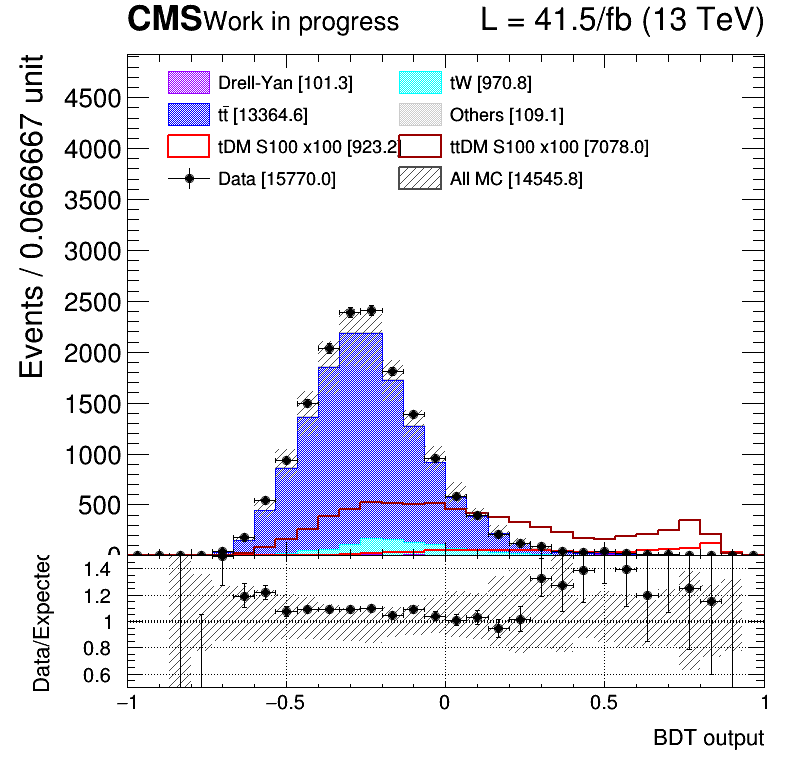 CMS Work in progress L = 41.5/fb (13 TeV)
Events / 0.0666667 unit
Drell-Yan [101.3] tW [970.8]
tt̄ [13364.6] Others [109.1]
tDM S100 x100 [923.2] ttDM S100 x100 [7078.0]
Data [15770.0] All MC [14545.8]
4500
4000
3500
3000
2500
2000
1500
1000
500
0
Data/Expected
1.4
1.2
1
0.8
0.6
−1 −0.5 0 0.5 1
BDT output